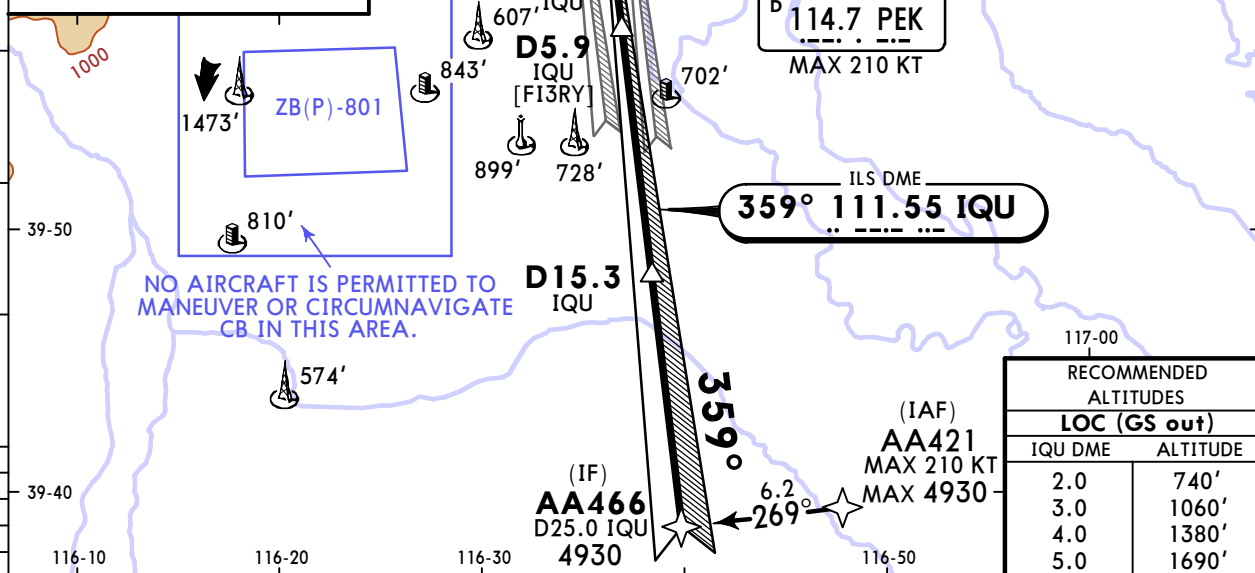 607'
IQU
D5.9
IQU
[FI3RY]
D
114.7 PEK
MAX 210 KT
1000
843'
702'
ZB(P)-801
1473'
899'
728'
ILS DME
359° 111.55 IQU
39-50
810'
D15.3
IQU
NO AIRCRAFT IS PERMITTED TO
MANEUVER OR CIRCUMNAVIGATE
CB IN THIS AREA.
574'
359°
117-00
RECOMMENDED
ALTITUDES
LOC (GS out)
IQU DME ALTITUDE
2.0 740'
3.0 1060'
4.0 1380'
5.0 1690'
(IAF)
AA421
MAX 210 KT
MAX 4930
6.2
269°
39-40
(IF)
AA466
D25.0 IQU
4930
116-10
116-20
116-30
116-50